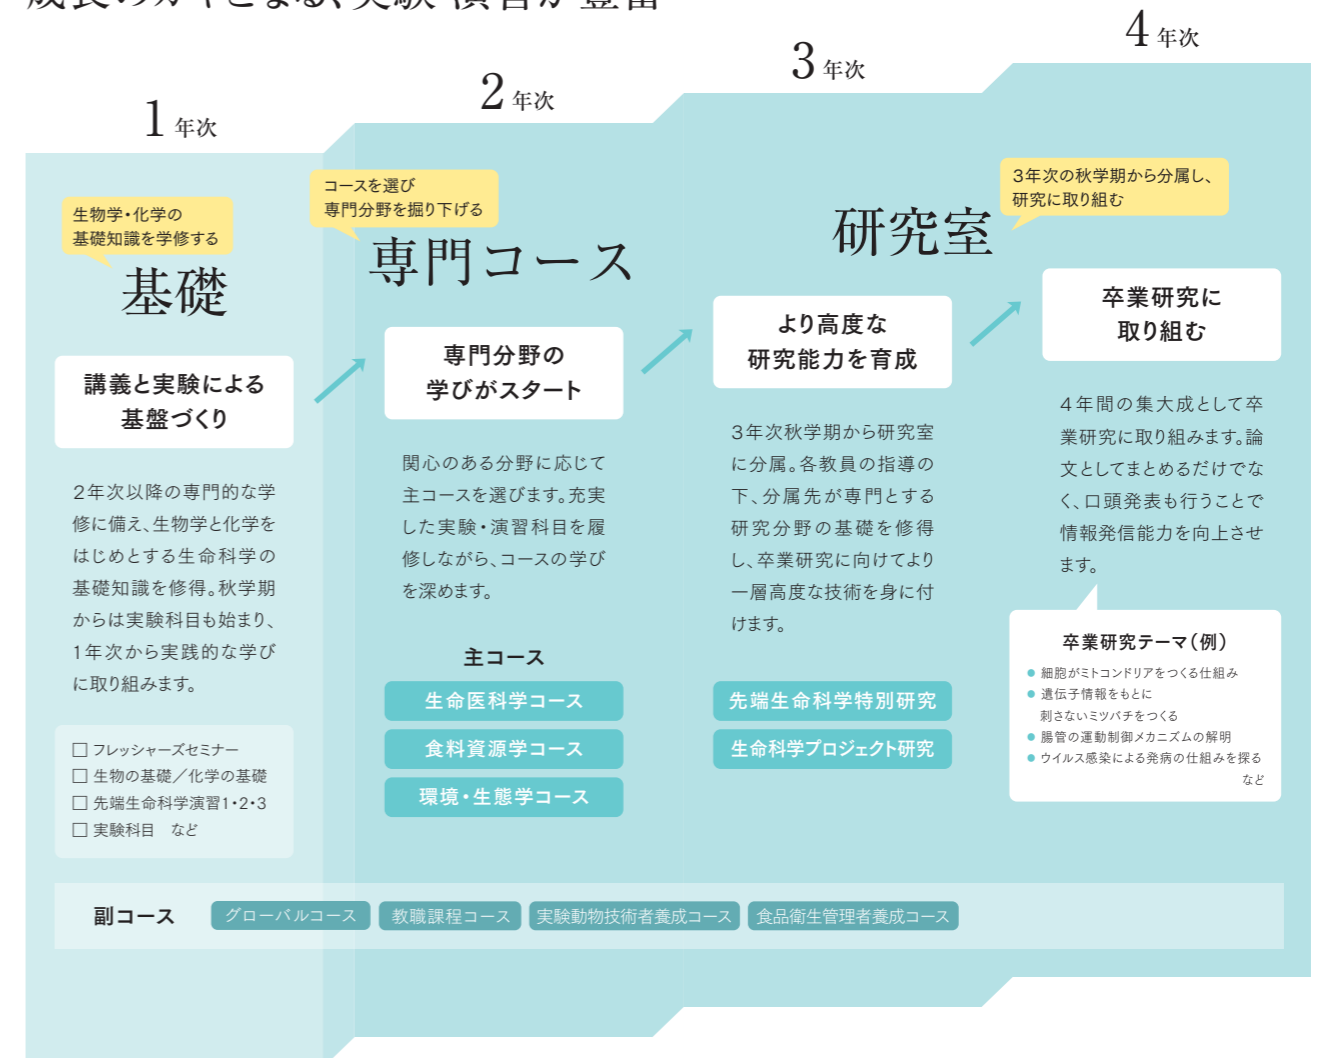 1 年次
生物学・化学の
基礎知識を学修する
基礎
講義と実験による
基盤づくり
2年次以降の専門的な学
修に備え、生物学と化学を
はじめとする生命科学の
基礎知識を修得。秋学期
からは実験科目も始まり、
1年次から実践的な学び
に取り組みます。
□ フレッシャーズセミナー
□ 生物の基礎／化学の基礎
□ 先端生命科学演習1・2・3
□ 実験科目　など
2 年次
コースを選び
専門分野を掘り下げる
専門コース
専門分野の
学びがスタート
関心のある分野に応じて
主コースを選びます。充実
した実験・演習科目を履
修しながら、コースの学び
を深めます。
主コース
生命医科学コース
食料資源学コース
環境・生態学コース
3 年次
研究室
3年次の秋学期から分属し、
研究に取り組む
より高度な
研究能力を育成
3年次秋学期から研究室
に分属。各教員の指導の
下、分属先が専門とする
研究分野の基礎を修得
し、卒業研究に向けてより
一層高度な技術を身に付
けます。
先端生命科学特別研究
生命科学プロジェクト研究
4 年次
卒業研究に
取り組む
4年間の集大成として卒
業研究に取り組みます。論
文としてまとめるだけでな
く、口頭発表も行うことで
情報発信能力を向上させ
ます。
卒業研究テーマ（例）
● 細胞がミトコンドリアをつくる仕組み
● 遺伝子情報をもとに
刺さないミツバチをつくる
● 腸管の運動制御メカニズムの解明
● ウイルス感染による発病の仕組みを探る
など
副コース
グローバルコース
教職課程コース
実験動物技術者養成コース
食品衛生管理者養成コース